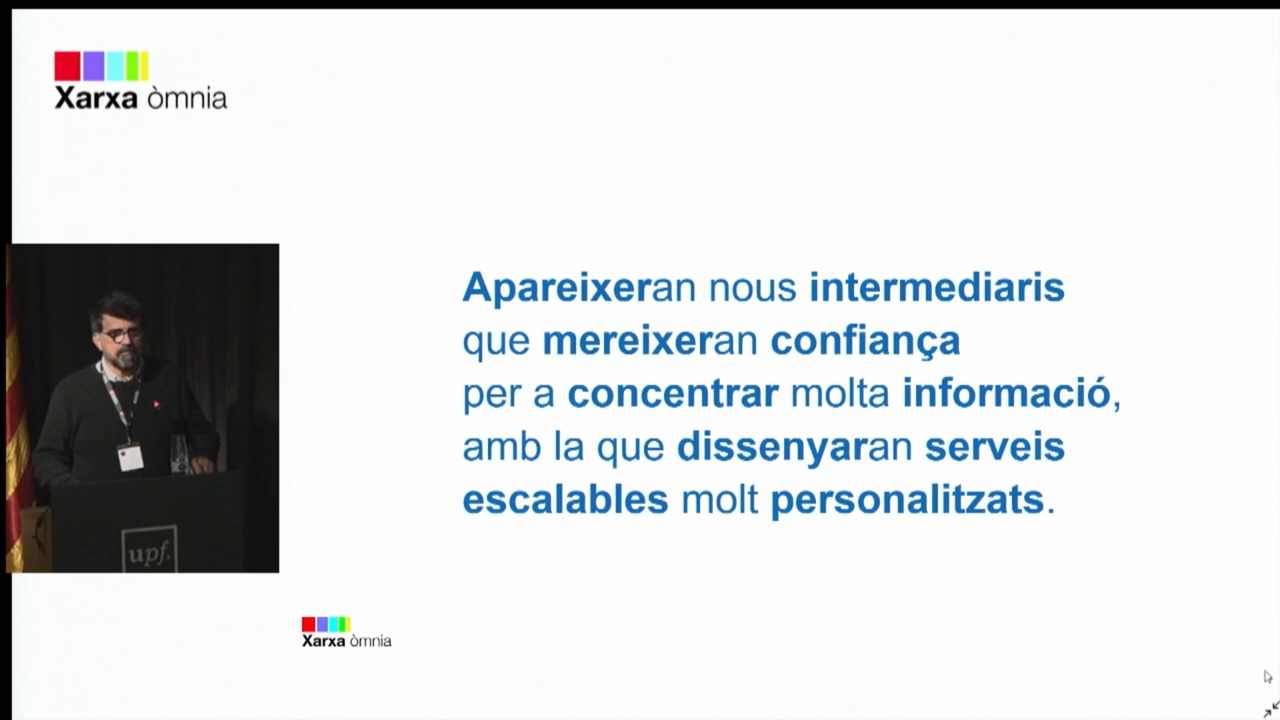 Xarxa òmnia
Apareixeran nous intermediaris
que mereixeran confiança
per a concentrar molta informació,
amb la que dissenyaran serveis
escalables molt personalitzats.
upf.
Xarxa òmnia